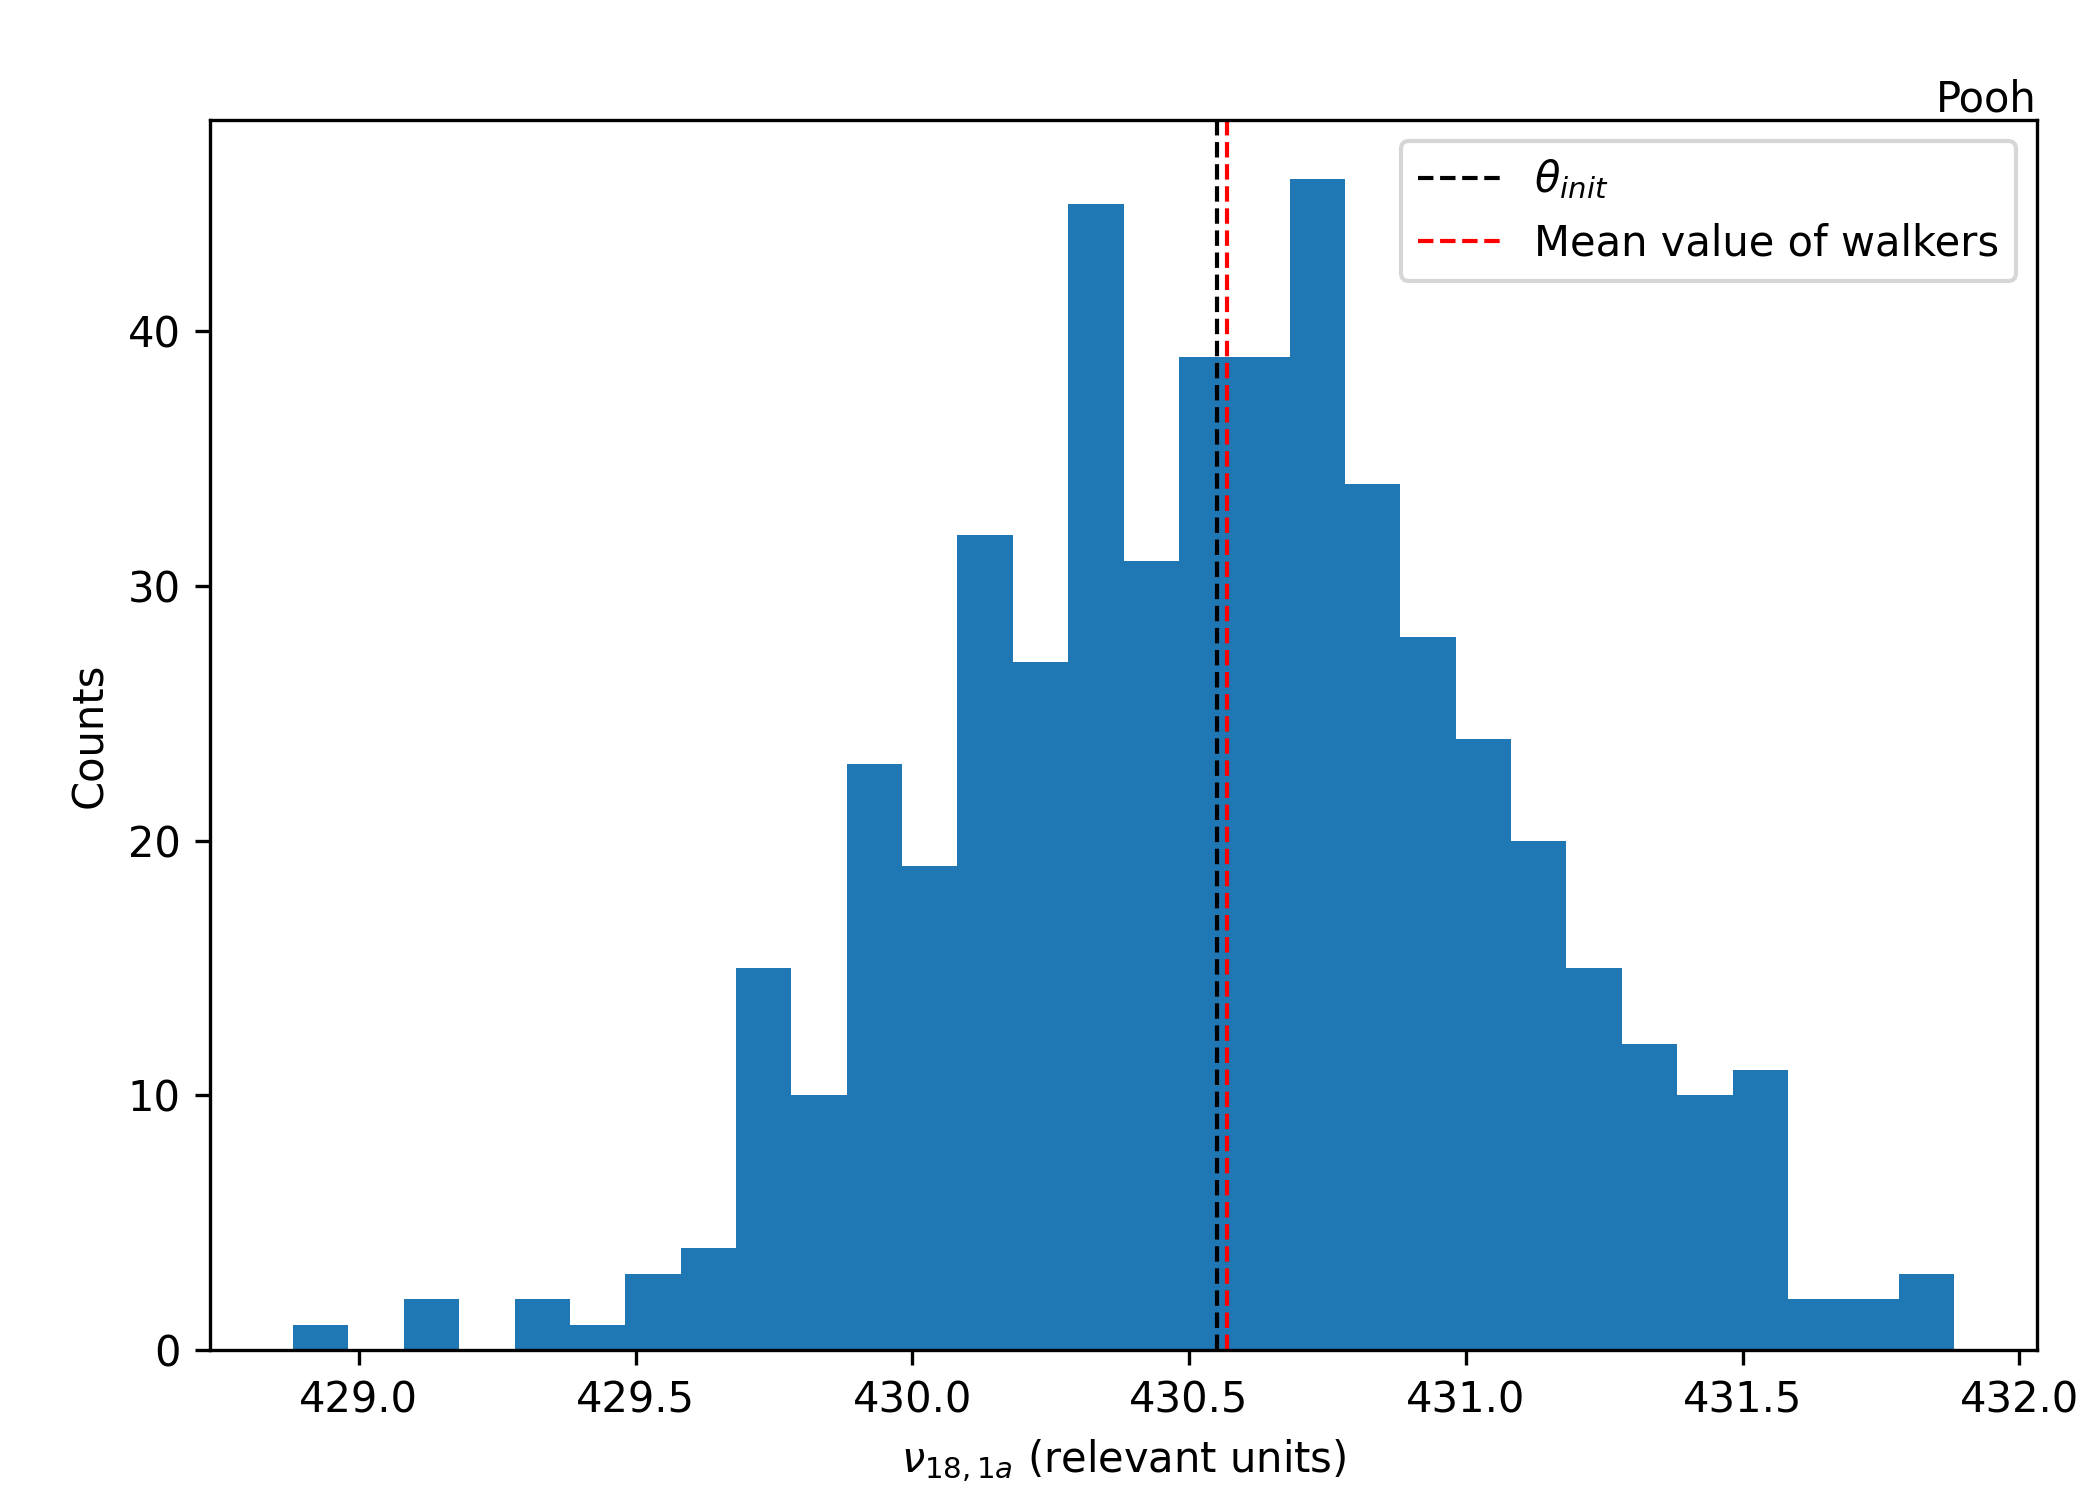 Pooh
θinit
Mean value of walkers
40
30
20
10
0
Counts
429.0 429.5 430.0 430.5 431.0 431.5 432.0
ν18, 1a (relevant units)